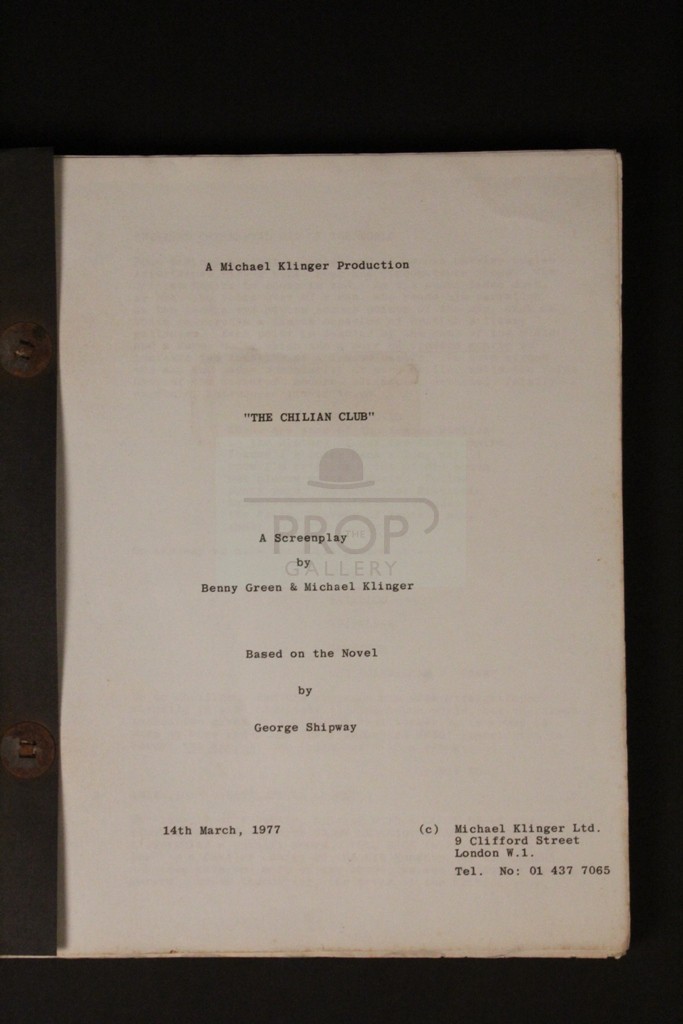 A Michael Klinger Production
"THE CHILIAN CLUB"
THE
PROP
GALLERY
A Screenplay
by
Benny Green & Michael Klinger
Based on the Novel
by
George Shipway
14th March, 1977
(c) Michael Klinger Ltd.
9 Clifford Street
London W.1.
Tel. No: 01 437 7065